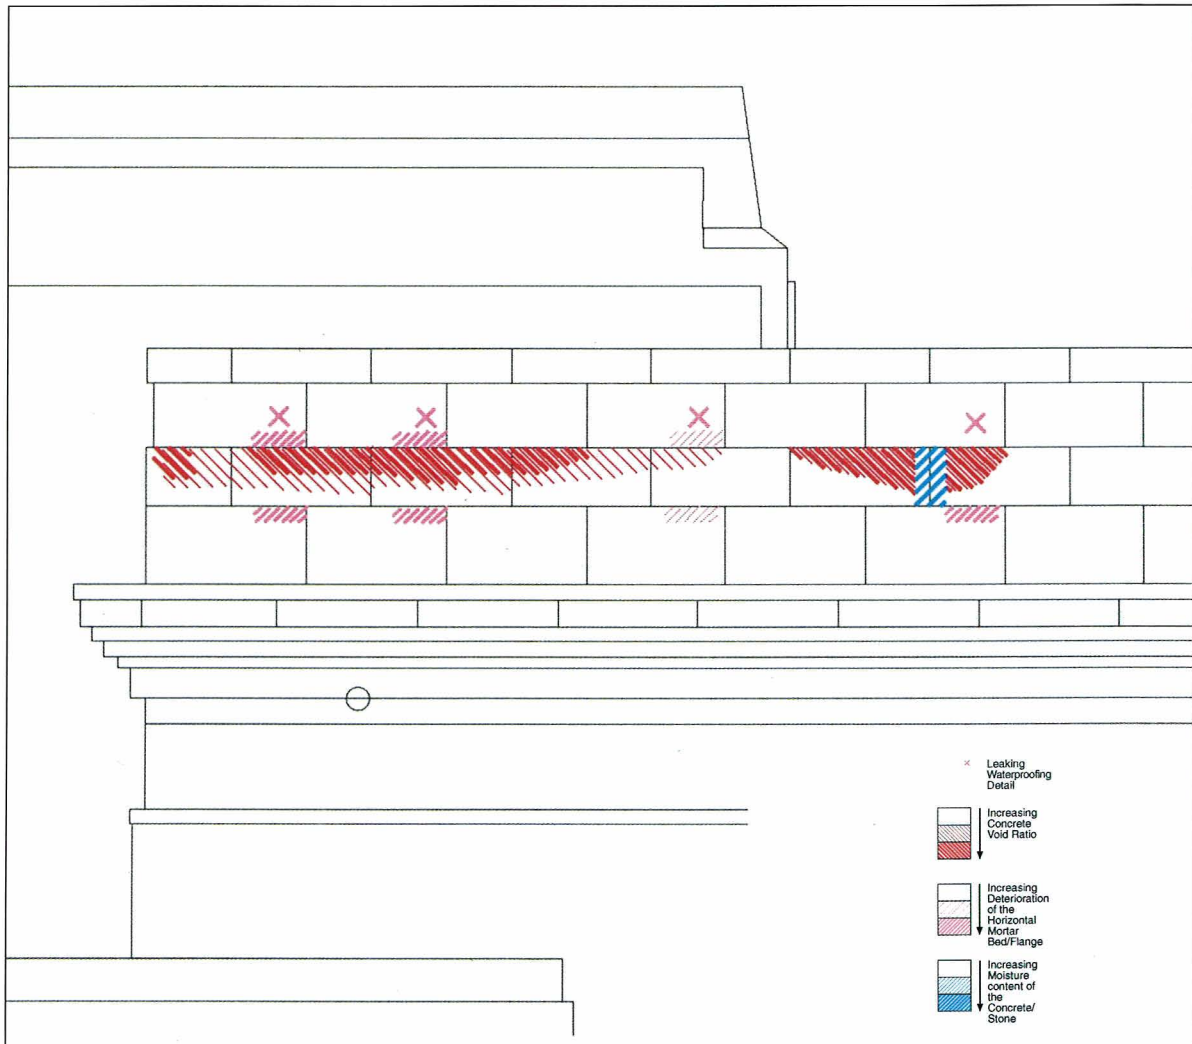 Leaking
Waterproofing
Detail
Increasing
Concrete
Void Ratio
Increasing
Deterioration
of the
Horizontal
Mortar
Bed/Flange
Increasing
Moisture
content of
the
Concrete/
Stone